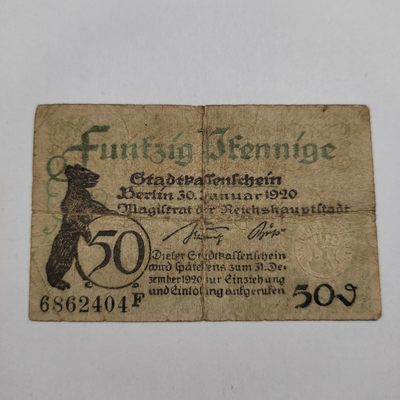 Funfzig Pfennige
Stadtkassenschein
Berlin 30. Januar 1920
Magistrat der Reichshauptstadt
50
Dieser Stadtkassenschein
wird spätestens zum 31. De-
zember 1920 zur Einziehung
und Einlösung aufgerufen
6862404 F
50